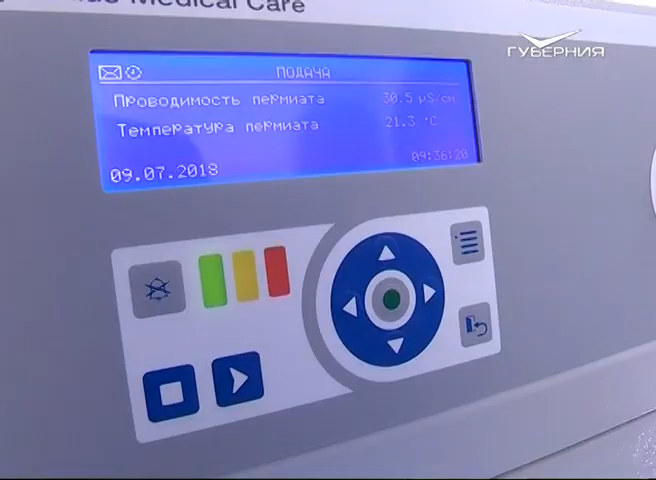 Medical Care
ГУБЕРНИЯ
ПОДАЧА
Проводимость пермиата 30.5 µS/cm
Температура пермиата 21.3 °C
09:36:20
09.07.2018